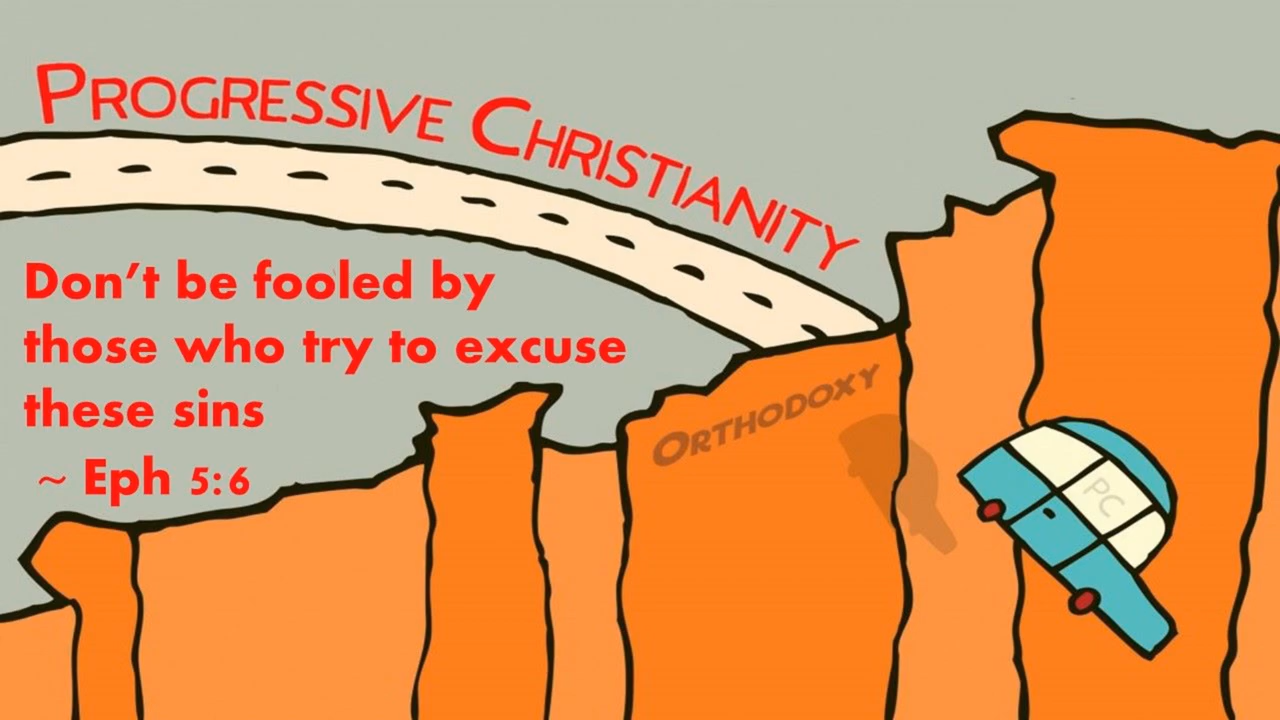 PROGRESSIVE CHRISTIANITY
Don't be fooled by
those who try to excuse
these sins
~ Eph 5:6
ORTHODOXY
PC